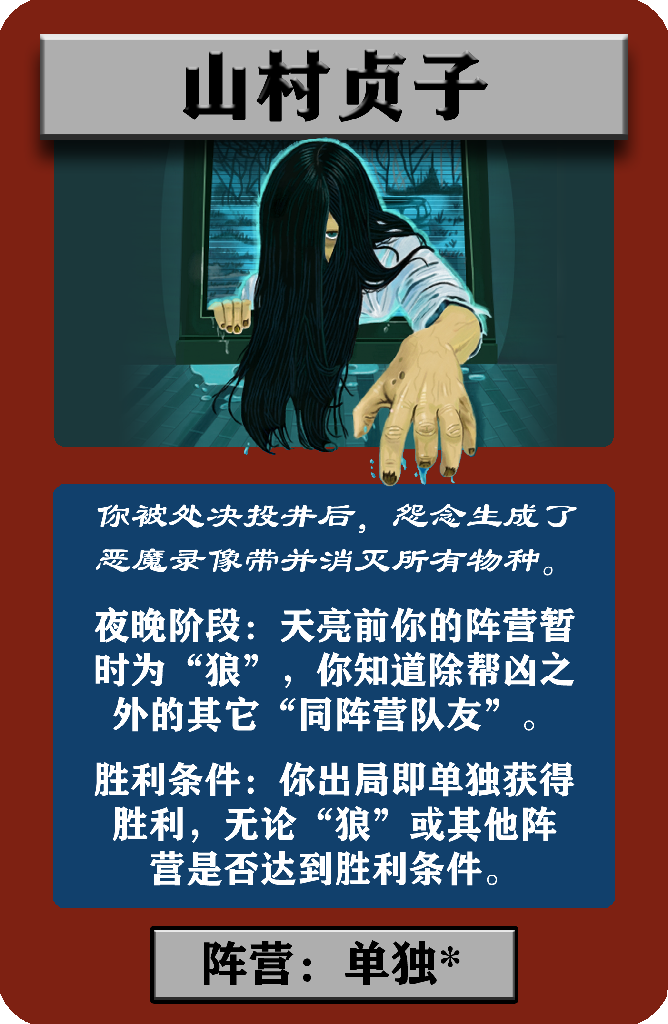 山村贞子
你被处决投井后，怨念生成了
恶魔录像带并消灭所有物种。
夜晚阶段：天亮前你的阵营暂
时为“狼”，你知道除帮凶之
外的其它“同阵营队友”。
胜利条件：你出局即单独获得
胜利，无论“狼”或其他阵
营是否达到胜利条件。
阵营：单独*